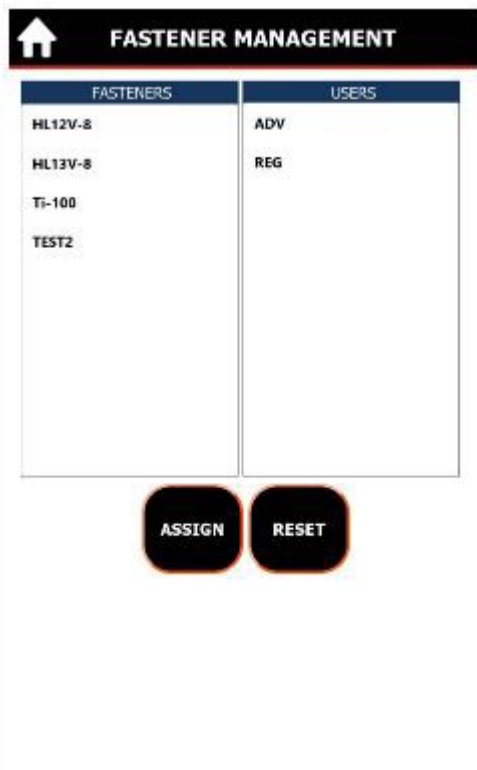 FASTENER MANAGEMENT
FASTENERS
USERS
HL12V-8
ADV
HL13V-8
REG
Ti-100
TEST2
ASSIGN
RESET